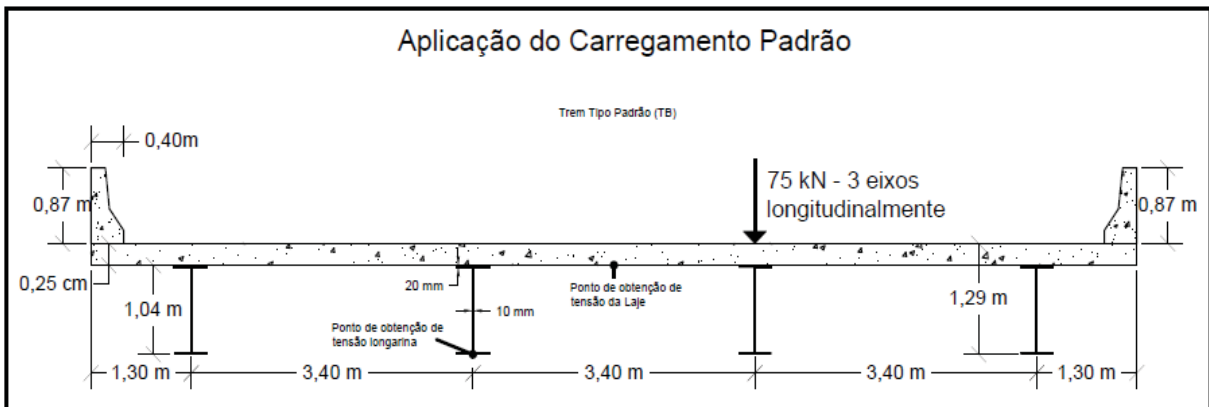 Aplicação do Carregamento Padrão
Trem Tipo Padrão (TB)
0,40m
75 kN - 3 eixos
longitudinalmente
0,87 m
0,87 m
0,25 cm
20 mm
Ponto de obtenção de
tensão da Laje
1,04 m
10 mm
1,29 m
Ponto de obtenção de
tensão longarina
1,30 m
3,40 m
3,40 m
3,40 m
1,30 m